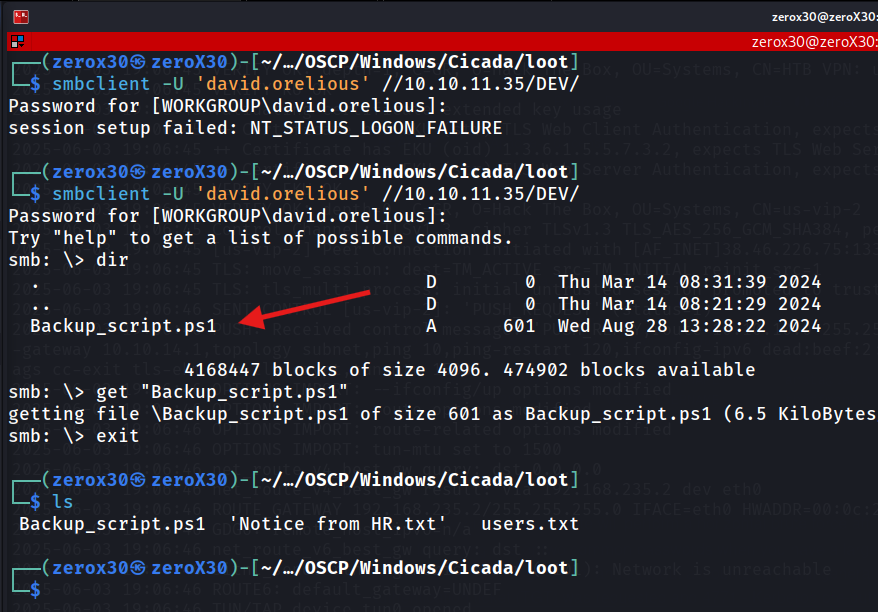 zerox30@zeroX30:
zerox30@zeroX30:
┌──(zerox30㉿zeroX30)-[~/…/OSCP/Windows/Cicada/loot]
└─$ smbclient -U 'david.orelious' //10.10.11.35/DEV/
Password for [WORKGROUP\david.orelious]:
session setup failed: NT_STATUS_LOGON_FAILURE
┌──(zerox30㉿zeroX30)-[~/…/OSCP/Windows/Cicada/loot]
└─$ smbclient -U 'david.orelious' //10.10.11.35/DEV/
Password for [WORKGROUP\david.orelious]:
Try "help" to get a list of possible commands.
smb: \> dir
  .                                   D        0  Thu Mar 14 08:31:39 2024
  ..                                  D        0  Thu Mar 14 08:21:29 2024
  Backup_script.ps1                   A      601  Wed Aug 28 13:28:22 2024
                4168447 blocks of size 4096. 474902 blocks available
smb: \> get "Backup_script.ps1"
getting file \Backup_script.ps1 of size 601 as Backup_script.ps1 (6.5 KiloBytes
smb: \> exit
┌──(zerox30㉿zeroX30)-[~/…/OSCP/Windows/Cicada/loot]
└─$ ls
 Backup_script.ps1  'Notice from HR.txt'   users.txt
┌──(zerox30㉿zeroX30)-[~/…/OSCP/Windows/Cicada/loot]
└─$